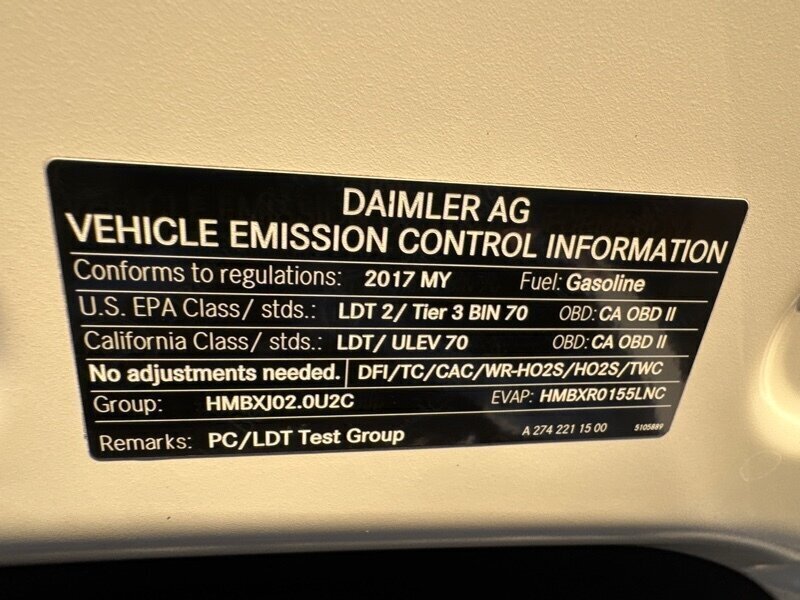 DAIMLER AG
VEHICLE EMISSION CONTROL INFORMATION
Conforms to regulations: 2017 MY Fuel: Gasoline
U.S. EPA Class/ stds.: LDT 2/ Tier 3 BIN 70 OBD: CA OBD II
California Class/ stds.: LDT/ ULEV 70 OBD: CA OBD II
No adjustments needed. DFI/TC/CAC/WR-HO2S/HO2S/TWC
Group: HMBXJ02.0U2C EVAP: HMBXR0155LNC
Remarks: PC/LDT Test Group A 274 221 15 00 5105889